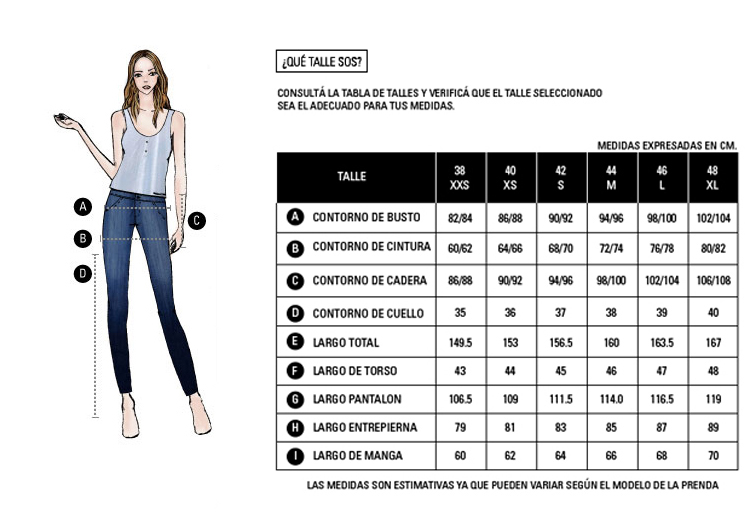 ¿QUÉ TALLE SOS?
CONSULTÁ LA TABLA DE TALLES Y VERIFICÁ QUE EL TALLE SELECCIONADO
SEA EL ADECUADO PARA TUS MEDIDAS.
MEDIDAS EXPRESADAS EN CM.
TALLE 38 40 42 44 46 48
XXS XS S M L XL
A CONTORNO DE BUSTO 82/84 86/88 90/92 94/96 98/100 102/104
B CONTORNO DE CINTURA 60/62 64/66 68/70 72/74 76/78 80/82
C CONTORNO DE CADERA 86/88 90/92 94/96 98/100 102/104 106/108
D CONTORNO DE CUELLO 35 36 37 38 39 40
E LARGO TOTAL 149.5 153 156.5 160 163.5 167
F LARGO DE TORSO 43 44 45 46 47 48
G LARGO PANTALON 106.5 109 111.5 114.0 116.5 119
H LARGO ENTREPIERNA 79 81 83 85 87 89
I LARGO DE MANGA 60 62 64 66 68 70
LAS MEDIDAS SON ESTIMATIVAS YA QUE PUEDEN VARIAR SEGÚN EL MODELO DE LA PRENDA
A
B
C
D